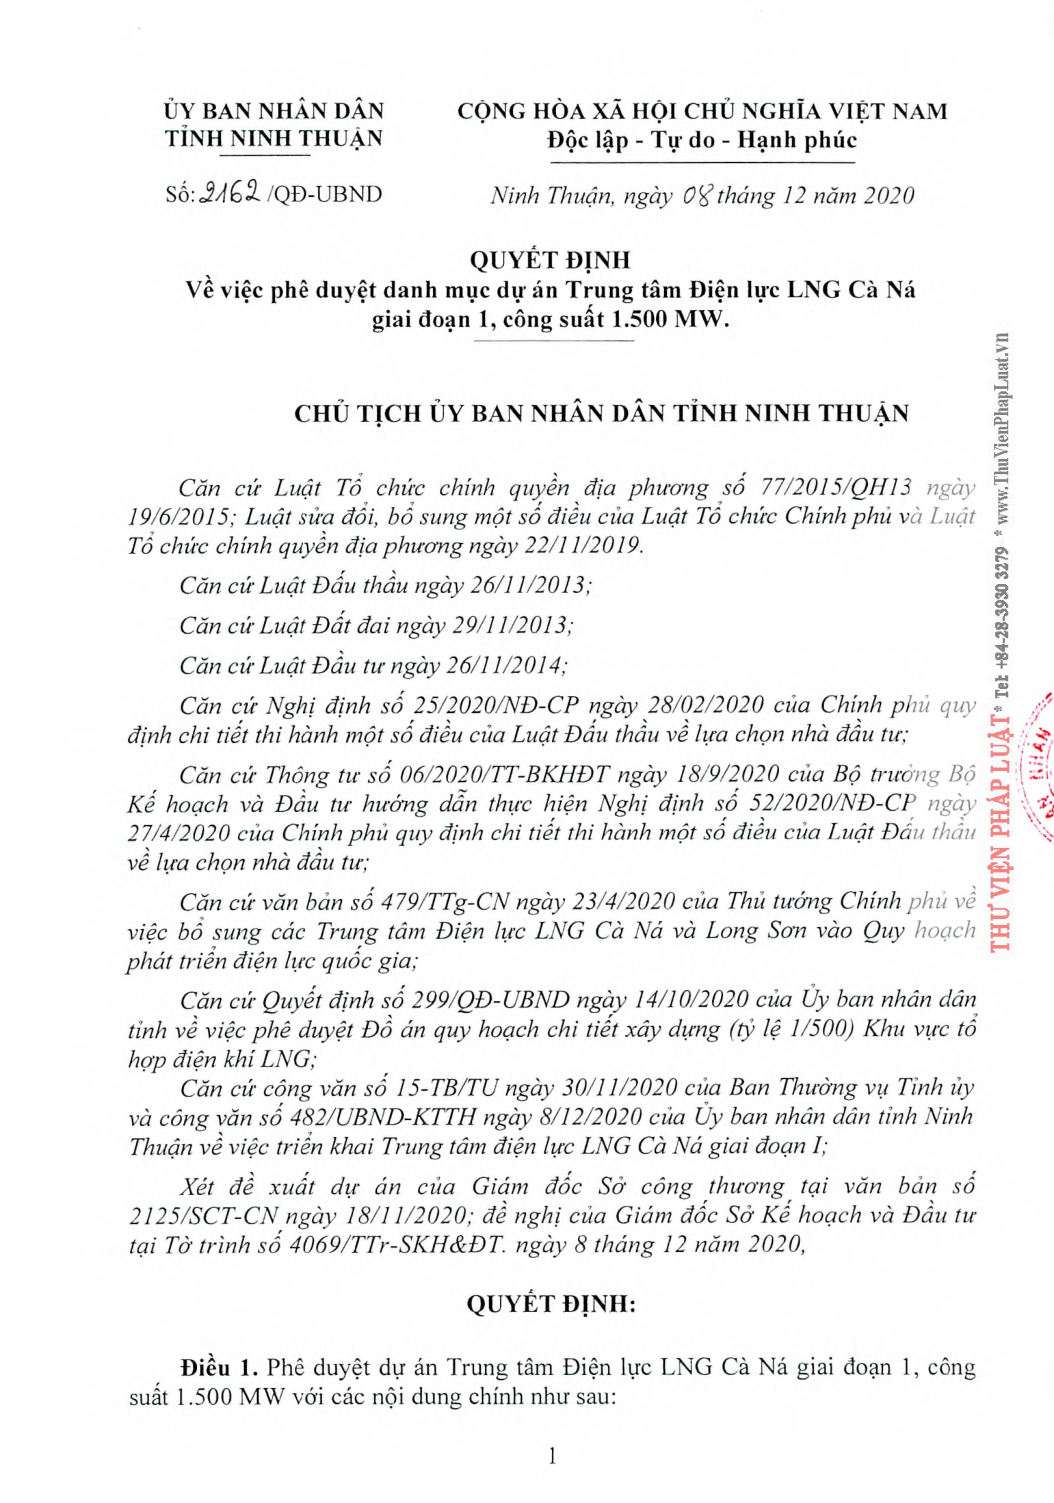 ỦY BAN NHÂN DÂN
TỈNH NINH THUẬN
CỘNG HÒA XÃ HỘI CHỦ NGHĨA VIỆT NAM
Độc lập - Tự do - Hạnh phúc
Số: 2162 /QĐ-UBND
Ninh Thuận, ngày 08 tháng 12 năm 2020
QUYẾT ĐỊNH
Về việc phê duyệt danh mục dự án Trung tâm Điện lực LNG Cà Ná
giai đoạn 1, công suất 1.500 MW.
CHỦ TỊCH ỦY BAN NHÂN DÂN TỈNH NINH THUẬN
Căn cứ Luật Tổ chức chính quyền địa phương số 77/2015/QH13 ngày
19/6/2015; Luật sửa đổi, bổ sung một số điều của Luật Tổ chức Chính phủ và Luật
Tổ chức chính quyền địa phương ngày 22/11/2019.
Căn cứ Luật Đấu thầu ngày 26/11/2013;
Căn cứ Luật Đất đai ngày 29/11/2013;
Căn cứ Luật Đầu tư ngày 26/11/2014;
Căn cứ Nghị định số 25/2020/NĐ-CP ngày 28/02/2020 của Chính phủ quy
định chi tiết thi hành một số điều của Luật Đấu thầu về lựa chọn nhà đầu tư;
Căn cứ Thông tư số 06/2020/TT-BKHĐT ngày 18/9/2020 của Bộ trưởng Bộ
Kế hoạch và Đầu tư hướng dẫn thực hiện Nghị định số 52/2020/NĐ-CP ngày
27/4/2020 của Chính phủ quy định chi tiết thi hành một số điều của Luật Đấu thầu
về lựa chọn nhà đầu tư;
Căn cứ văn bản số 479/TTg-CN ngày 23/4/2020 của Thủ tướng Chính phủ về
việc bổ sung các Trung tâm Điện lực LNG Cà Ná và Long Sơn vào Quy hoạch
phát triển điện lực quốc gia;
Căn cứ Quyết định số 299/QĐ-UBND ngày 14/10/2020 của Ủy ban nhân dân
tỉnh về việc phê duyệt Đồ án quy hoạch chi tiết xây dựng (tỷ lệ 1/500) Khu vực tổ
hợp điện khí LNG;
Căn cứ công văn số 15-TB/TU ngày 30/11/2020 của Ban Thường vụ Tỉnh ủy
và công văn số 482/UBND-KTTH ngày 8/12/2020 của Ủy ban nhân dân tỉnh Ninh
Thuận về việc triển khai Trung tâm điện lực LNG Cà Ná giai đoạn I;
Xét đề xuất dự án của Giám đốc Sở công thương tại văn bản số
2125/SCT-CN ngày 18/11/2020; đề nghị của Giám đốc Sở Kế hoạch và Đầu tư
tại Tờ trình số 4069/TTr-SKH&ĐT. ngày 8 tháng 12 năm 2020,
QUYẾT ĐỊNH:
Điều 1. Phê duyệt dự án Trung tâm Điện lực LNG Cà Ná giai đoạn 1, công
suất 1.500 MW với các nội dung chính như sau:
1
THƯ VIỆN PHÁP LUẬT * Tel: +84-28-3930 3279 * www.ThuVienPhapLuat.vn
NHÂN